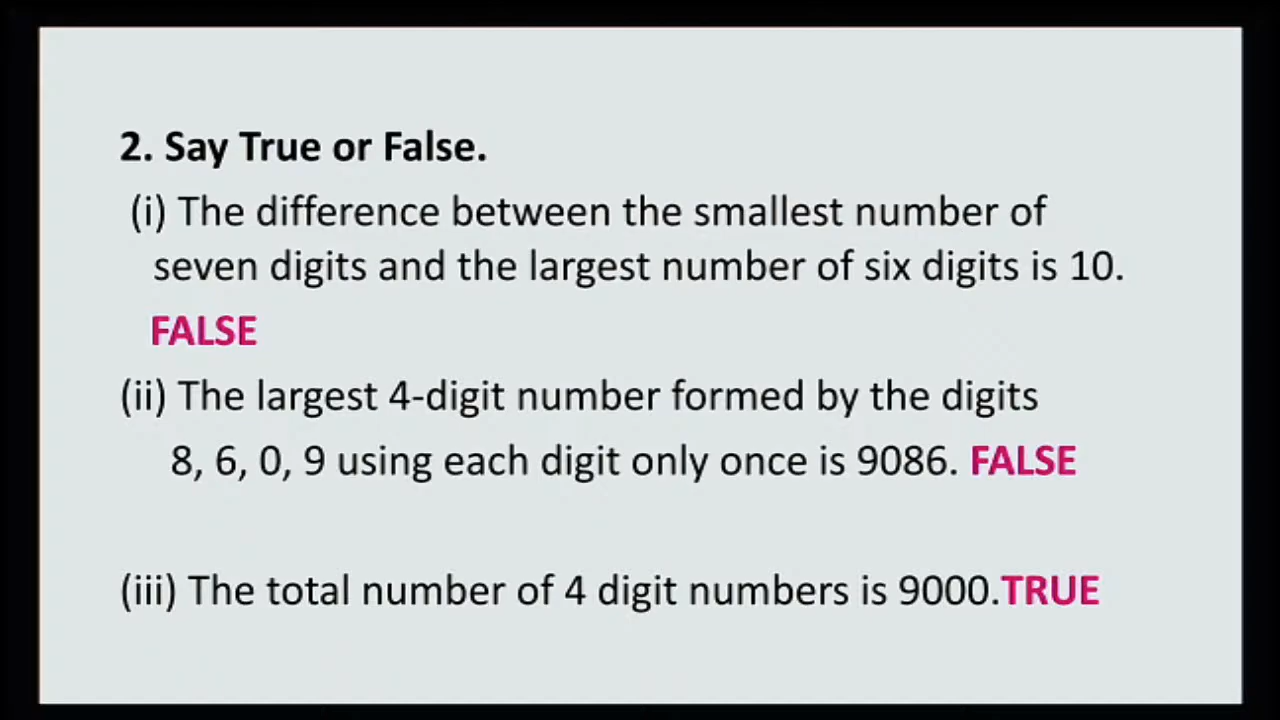 2. Say True or False.
(i) The difference between the smallest number of
seven digits and the largest number of six digits is 10.
FALSE
(ii) The largest 4-digit number formed by the digits
8, 6, 0, 9 using each digit only once is 9086. FALSE
(iii) The total number of 4 digit numbers is 9000.TRUE